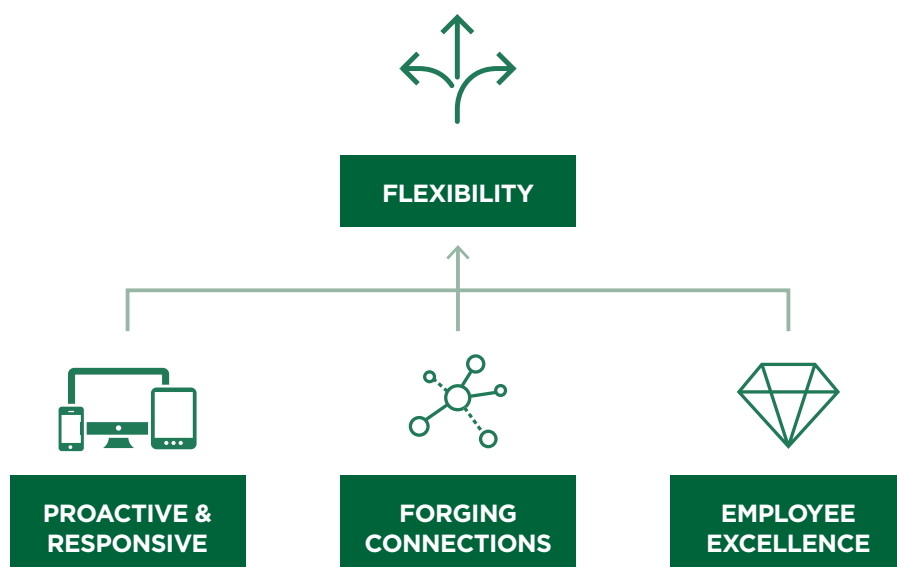 FLEXIBILITY
PROACTIVE &
RESPONSIVE
FORGING
CONNECTIONS
EMPLOYEE
EXCELLENCE